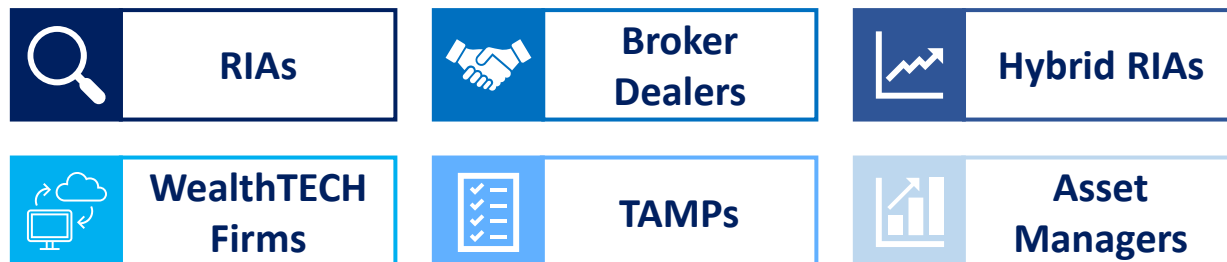 RIAs
Broker
Dealers
Hybrid RIAs
WealthTECH
Firms
TAMPs
Asset
Managers